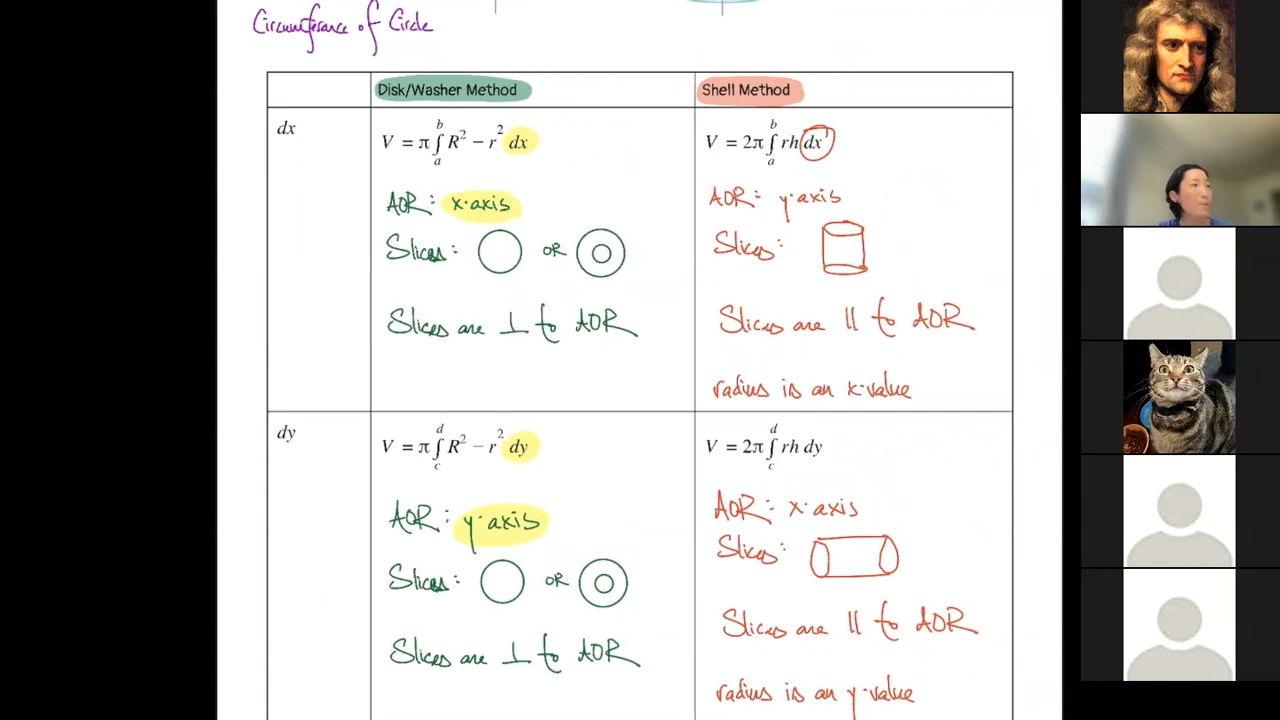 Circumference of Circle
Disk/Washer Method
Shell Method
dx
V = π ∫ₐᵇ R² − r² dx
AOR: x-axis
Slices: OR
Slices are ⊥ to AOR
V = 2π ∫ₐᵇ rh dx
AOR: y-axis
Slices:
Slices are || to AOR
radius is an x-value
dy
V = π ∫_c^d R² − r² dy
AOR: y-axis
Slices: OR
Slices are ⊥ to AOR
V = 2π ∫_c^d rh dy
AOR: x-axis
Slices:
Slices are || to AOR
radius is an y-value